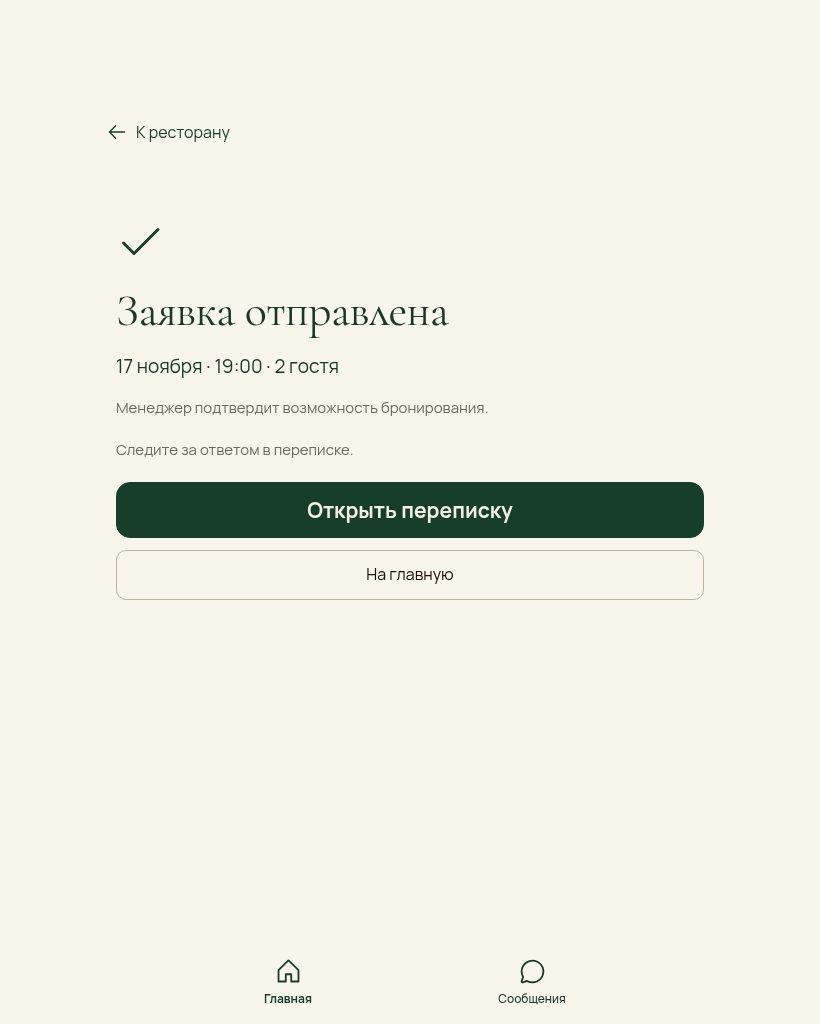 К ресторану
Заявка отправлена
17 ноября · 19:00 · 2 гостя
Менеджер подтвердит возможность бронирования.
Следите за ответом в переписке.
Открыть переписку
На главную
Главная
Сообщения